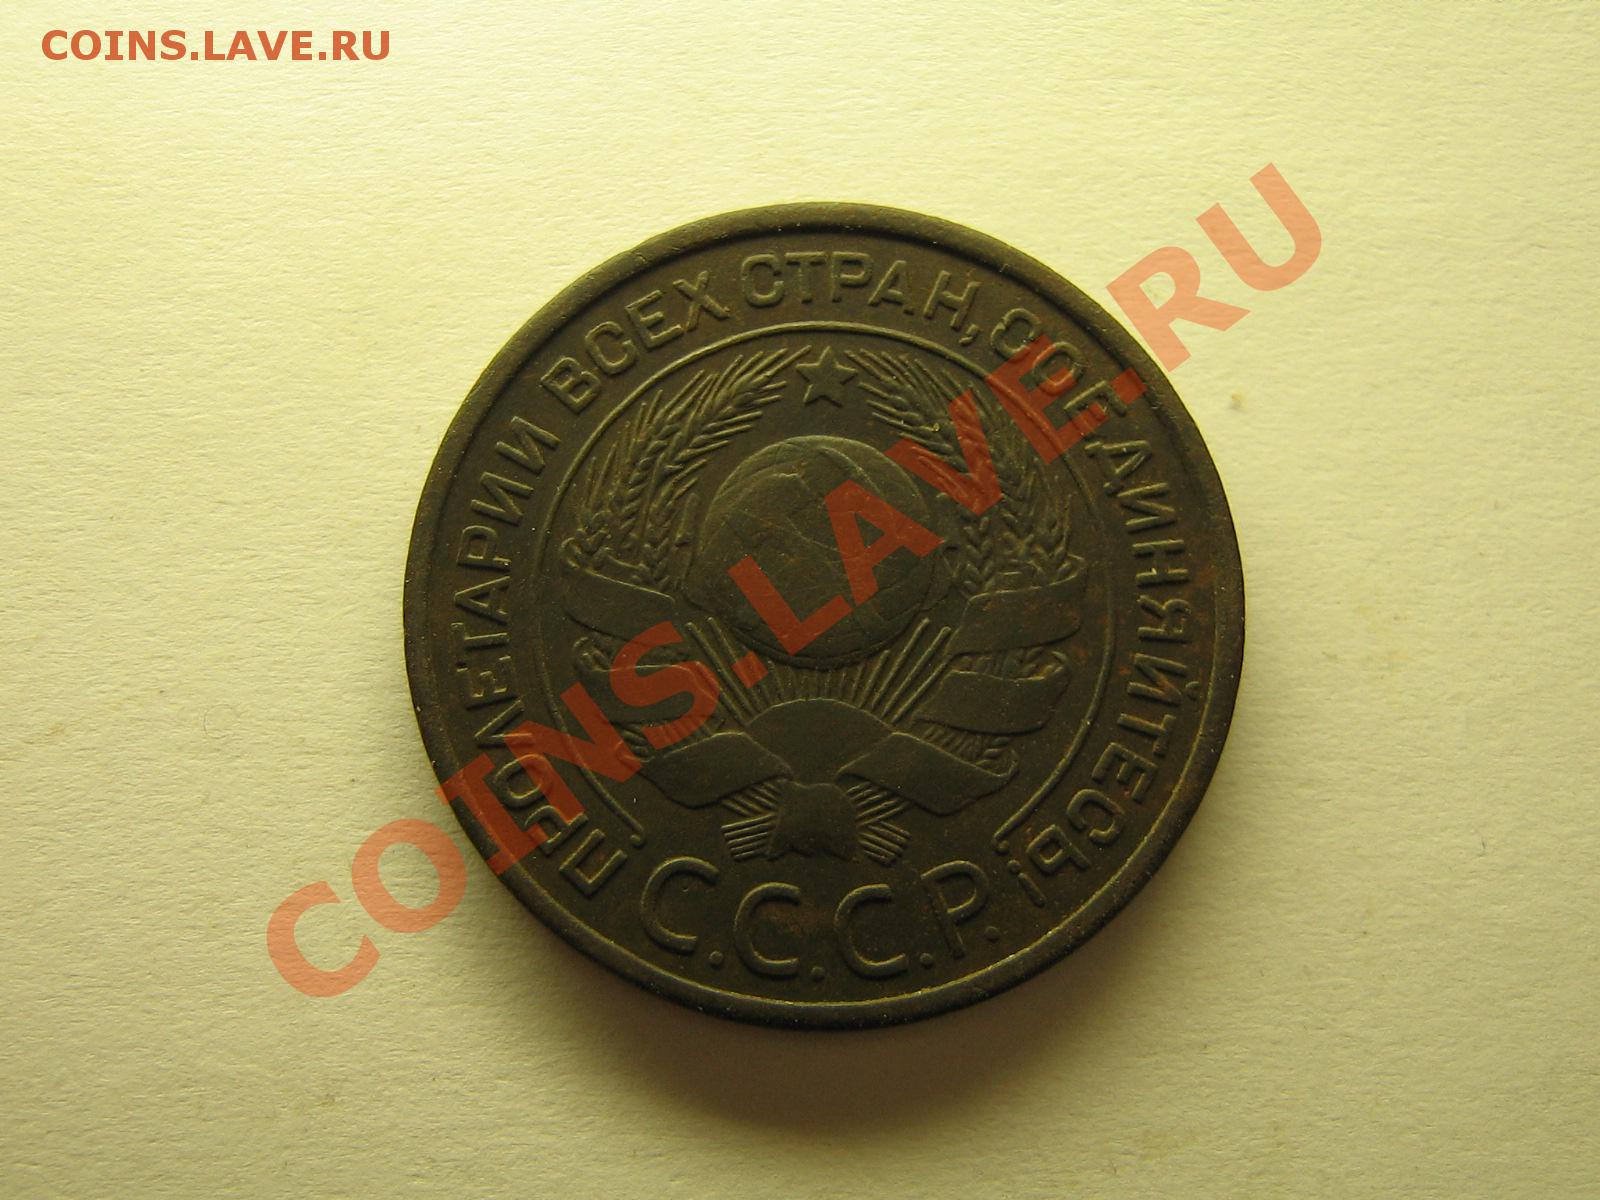 COINS.LAVE.RU
ПРОЛЕТАРИИ ВСЕХ СТРАН, СОЕДИНЯЙТЕСЬ!
С.С.С.Р.
COINS.LAVE.RU